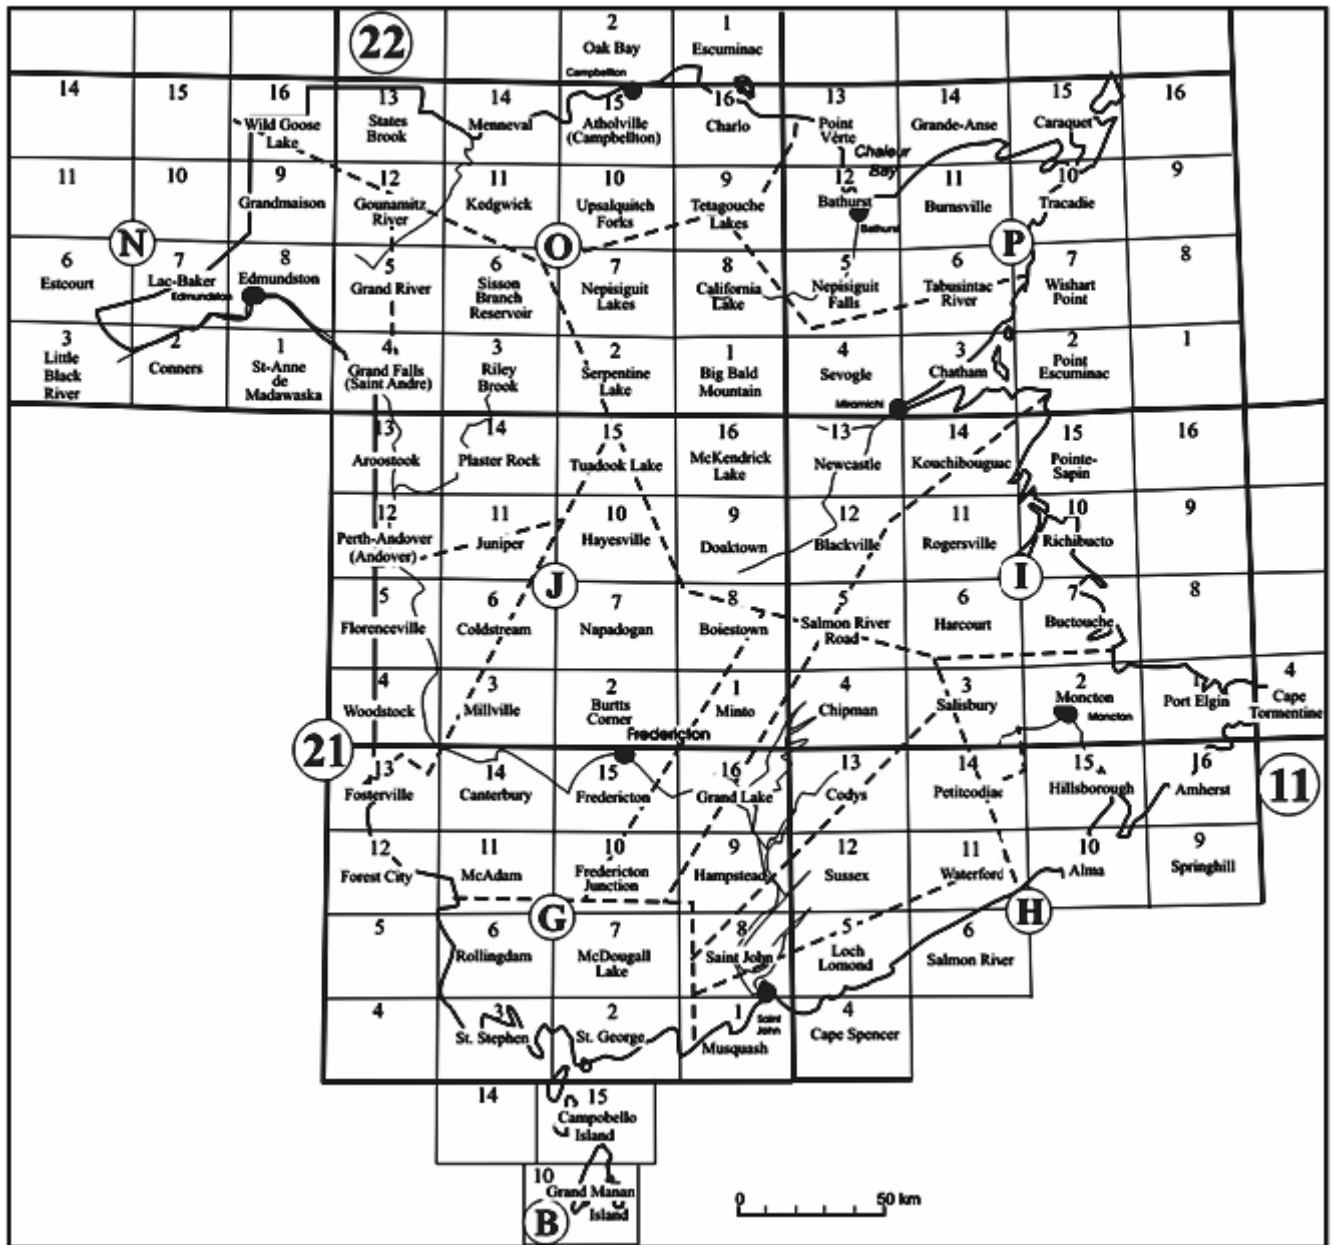 22
2
Oak Bay
1
Escuminac
Campbellton
14
15
16
Wild Goose
Lake
13
States
Brook
14
Menneval
15
Atholville
(Campbellton)
16
Charlo
13
Point
Verte
14
Grande-Anse
15
Caraquet
16
Chaleur
Bay
11
10
9
Grandmaison
12
Gounamitz
River
11
Kedgwick
10
Upsalquitch
Forks
9
Tetagouche
Lakes
12
Bathurst
Bathurst
11
Burnsville
10
Tracadie
9
N
O
P
6
Estcourt
7
Lac-Baker
Edmundston
8
Edmundston
5
Grand River
6
Sisson
Branch
Reservoir
7
Nepisiguit
Lakes
8
California
Lake
5
Nepisiguit
Falls
6
Tabusintac
River
7
Wishart
Point
8
3
Little
Black
River
2
Conners
1
St-Anne
de
Madawaska
4
Grand Falls
(Saint Andre)
3
Riley
Brook
2
Serpentine
Lake
1
Big Bald
Mountain
4
Sevogle
3
Chatham
2
Point
Escuminac
1
Miramichi
13
Aroostook
14
Plaster Rock
15
Tuadook Lake
16
McKendrick
Lake
13
Newcastle
14
Kouchibouguac
15
Pointe-
Sapin
16
12
Perth-Andover
(Andover)
11
Juniper
10
Hayesville
9
Doaktown
12
Blackville
11
Rogersville
10
Richibucto
9
J
I
5
Florenceville
6
Coldstream
7
Napadogan
8
Boiestown
5
Salmon River
Road
6
Harcourt
7
Buctouche
8
4
Woodstock
3
Millville
2
Burtts
Corner
Fredericton
1
Minto
4
Chipman
3
Salisbury
2
Moncton
Moncton
1
Port Elgin
4
Cape
Tormentine
21
13
Fosterville
14
Canterbury
15
Fredericton
16
Grand Lake
13
Codys
14
Petitcodiac
15
Hillsborough
16
Amherst
11
12
Forest City
11
McAdam
10
Fredericton
Junction
9
Hampstead
12
Sussex
11
Waterford
10
Alma
9
Springhill
G
H
5
6
Rollingdam
7
McDougall
Lake
8
Saint John
5
Loch
Lomond
6
Salmon River
4
3
St. Stephen
2
St. George
1
Musquash
Saint
John
4
Cape Spencer
14
15
Campobello
Island
10
Grand Manan
Island
B
0 50 km